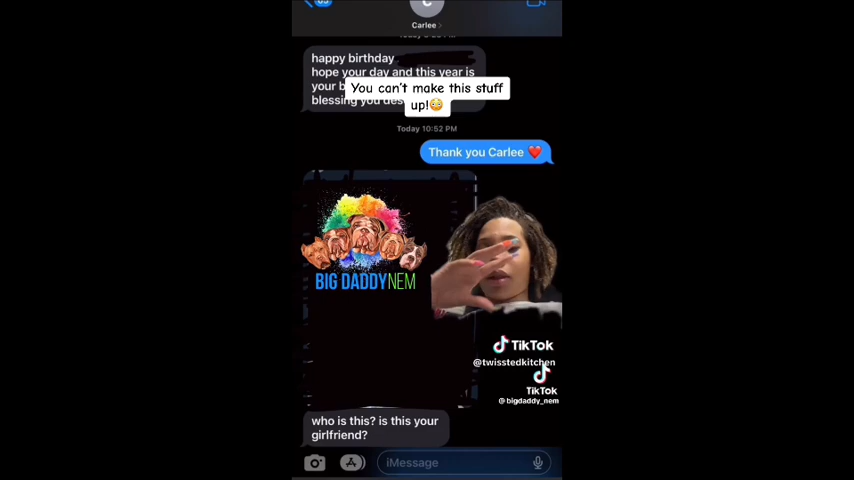 Carlee >
happy birthday
hope your day and this year is
your b
blessing you des
You can't make this stuff
up!😳
Today 10:52 PM
Thank you Carlee ❤️
BIG DADDYNEM
TikTok
@twisstedkitchen
TikTok
@bigdaddy_nem
who is this? is this your
girlfriend?
iMessage